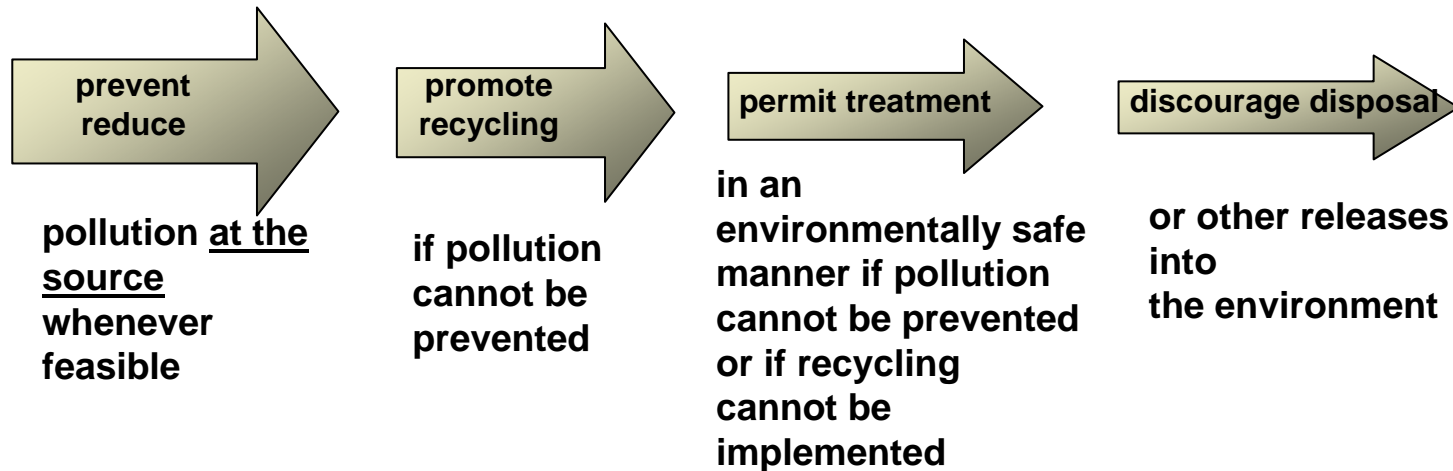 prevent
reduce
pollution at the
source
whenever
feasible
promote
recycling
if pollution
cannot be
prevented
permit treatment
in an
environmentally safe
manner if pollution
cannot be prevented
or if recycling
cannot be
implemented
discourage disposal
or other releases
into
the environment